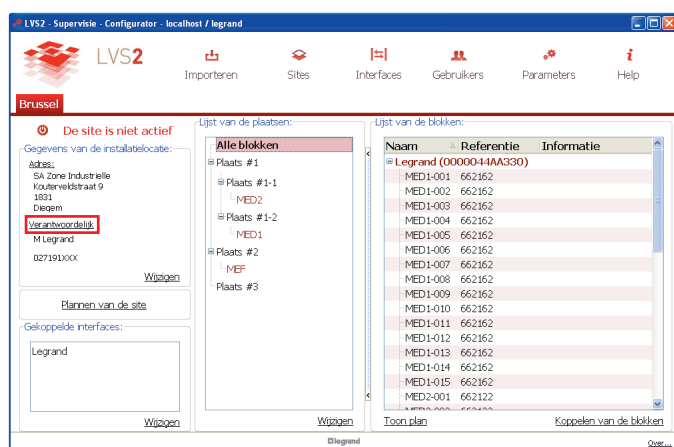 LVS2 - Supervisie - Configurator - localhost / legrand
LVS2
Importeren
Sites
Interfaces
Gebruikers
Parameters
Help
Brussel
De site is niet actief
Gegevens van de installatielocatie:
Adres:
SA Zone Industrielle
Kouterveldstraat 9
1831
Diegem
Verantwoordelijk
M Legrand
027191XXX
Wijzigen
Plannen van de site
Gekoppelde interfaces:
Legrand
Wijzigen
Lijst van de plaatsen:
Alle blokken
Plaats #1
Plaats #1-1
MED2
Plaats #1-2
MED1
Plaats #2
MEF
Plaats #3
Wijzigen
Lijst van de blokken:
Naam Referentie Informatie
Legrand (0000044AA330)
MED1-001 662162
MED1-002 662162
MED1-003 662162
MED1-004 662162
MED1-005 662162
MED1-006 662162
MED1-007 662162
MED1-008 662162
MED1-009 662162
MED1-010 662162
MED1-011 662162
MED1-012 662162
MED1-013 662162
MED1-014 662162
MED1-015 662162
MED2-001 662122
Toon plan
Koppelen van de blokken
legrand
Over...